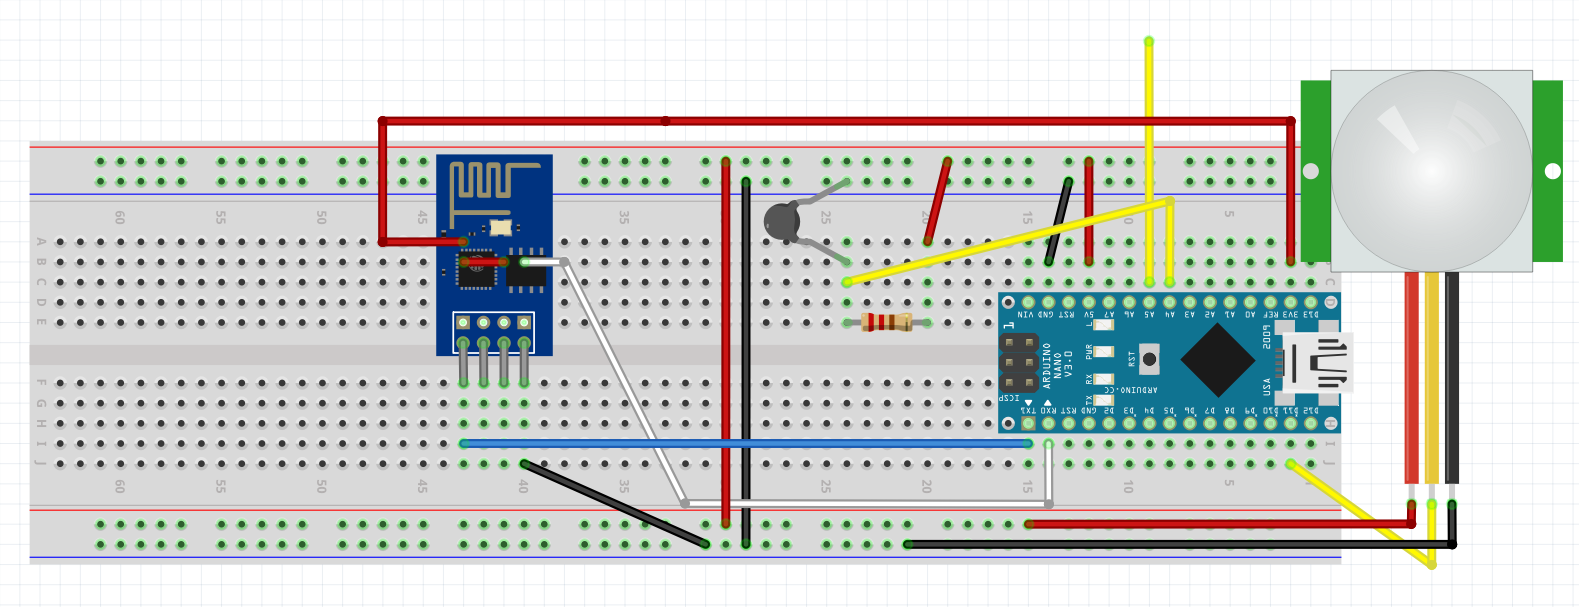 60 55 50 45 35 25 20 15 10 5
A
B
C
D
E
C
D
VIN GND RST 5V A7 A6 A5 A4 A3 A2 A1 A0 REF 3V3 D13
L
PWR
RX
TX
RST
ARDUINO
NANO
V3.0
ICSP
ARDUINO.CC
2009
USA
TX1 RX0 RST GND D2 D3 D4 D5 D6 D7 D8 D9 D10 D11 D12
F
G
H
I
J
H
I
J
60 55 50 45 40 35 25 20 15 10 5